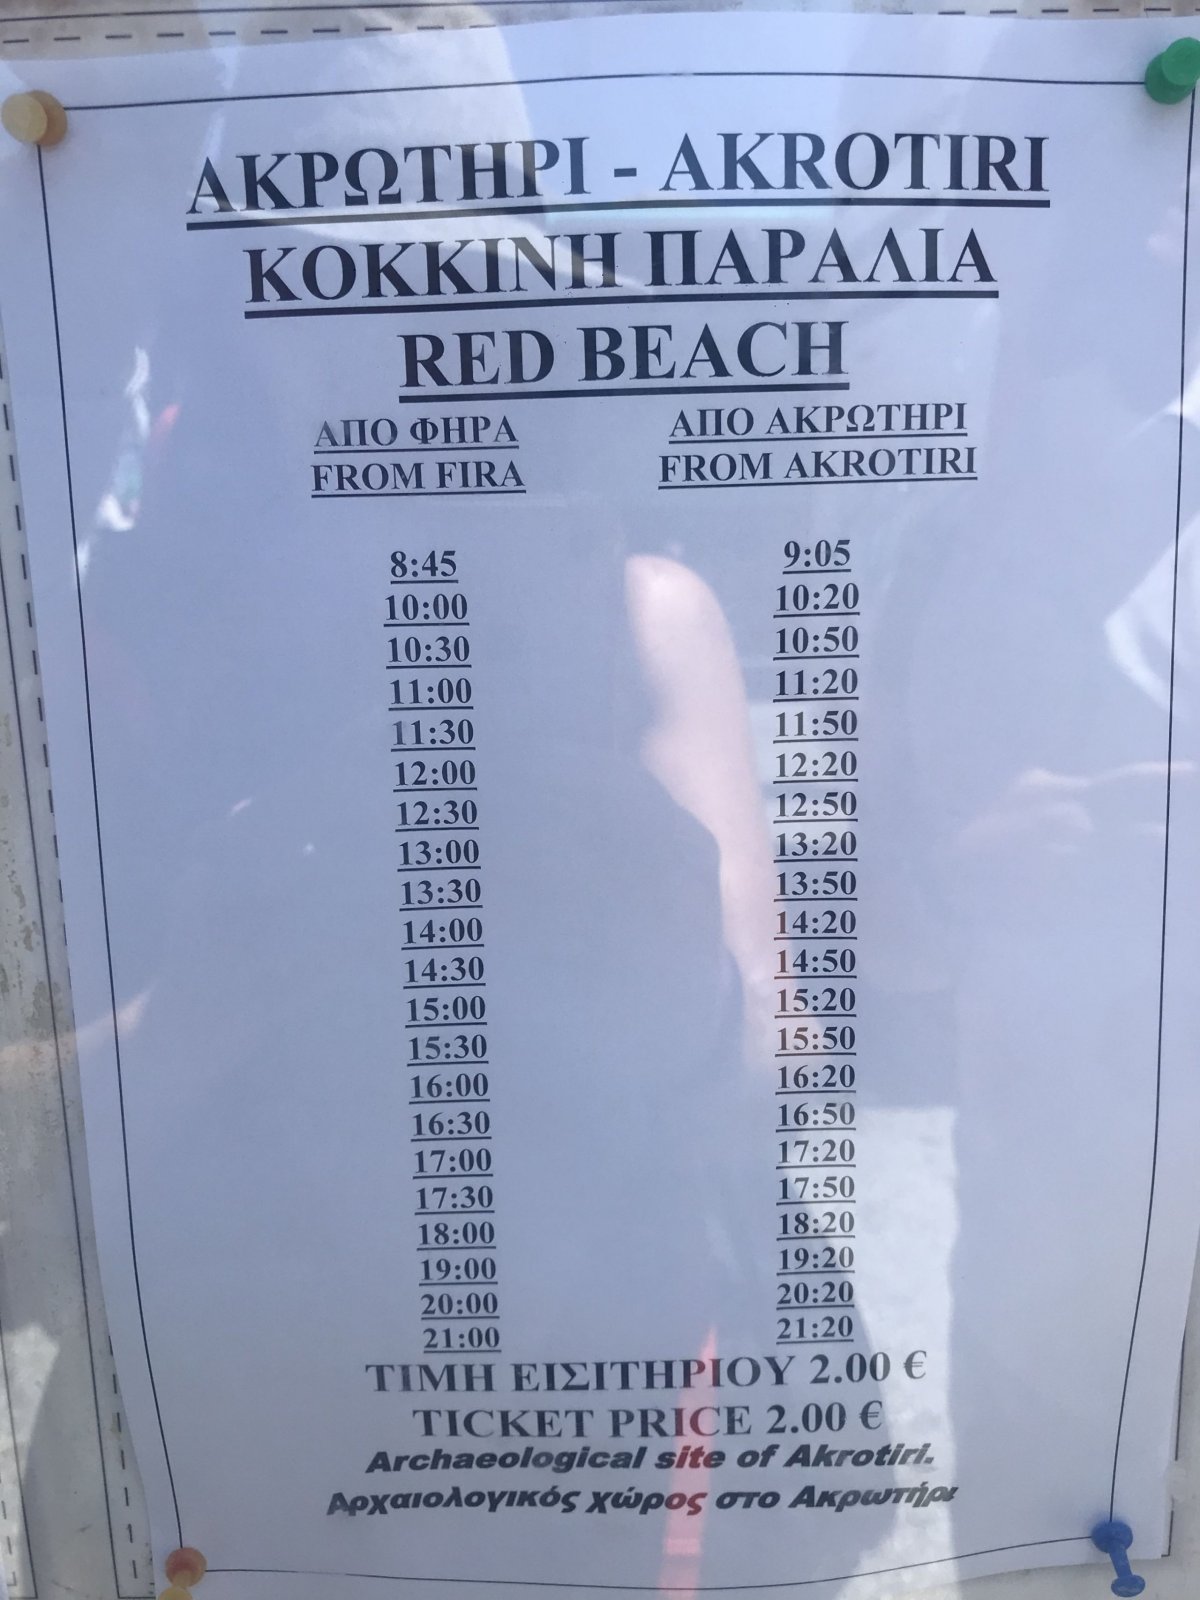 ΑΚΡΩΤΗΡΙ - AKROTIRI
ΚΟΚΚΙΝΗ ΠΑΡΑΛΙΑ
RED BEACH
ΑΠΟ ΦΗΡΑ ΑΠΟ ΑΚΡΩΤΗΡΙ
FROM FIRA FROM AKROTIRI
8:45 9:05
10:00 10:20
10:30 10:50
11:00 11:20
11:30 11:50
12:00 12:20
12:30 12:50
13:00 13:20
13:30 13:50
14:00 14:20
14:30 14:50
15:00 15:20
15:30 15:50
16:00 16:20
16:30 16:50
17:00 17:20
17:30 17:50
18:00 18:20
19:00 19:20
20:00 20:20
21:00 21:20
ΤΙΜΗ ΕΙΣΙΤΗΡΙΟΥ 2.00 €
TICKET PRICE 2.00 €
Archaeological site of Akrotiri.
Αρχαιολογικός χώρος στο Ακρωτήρι